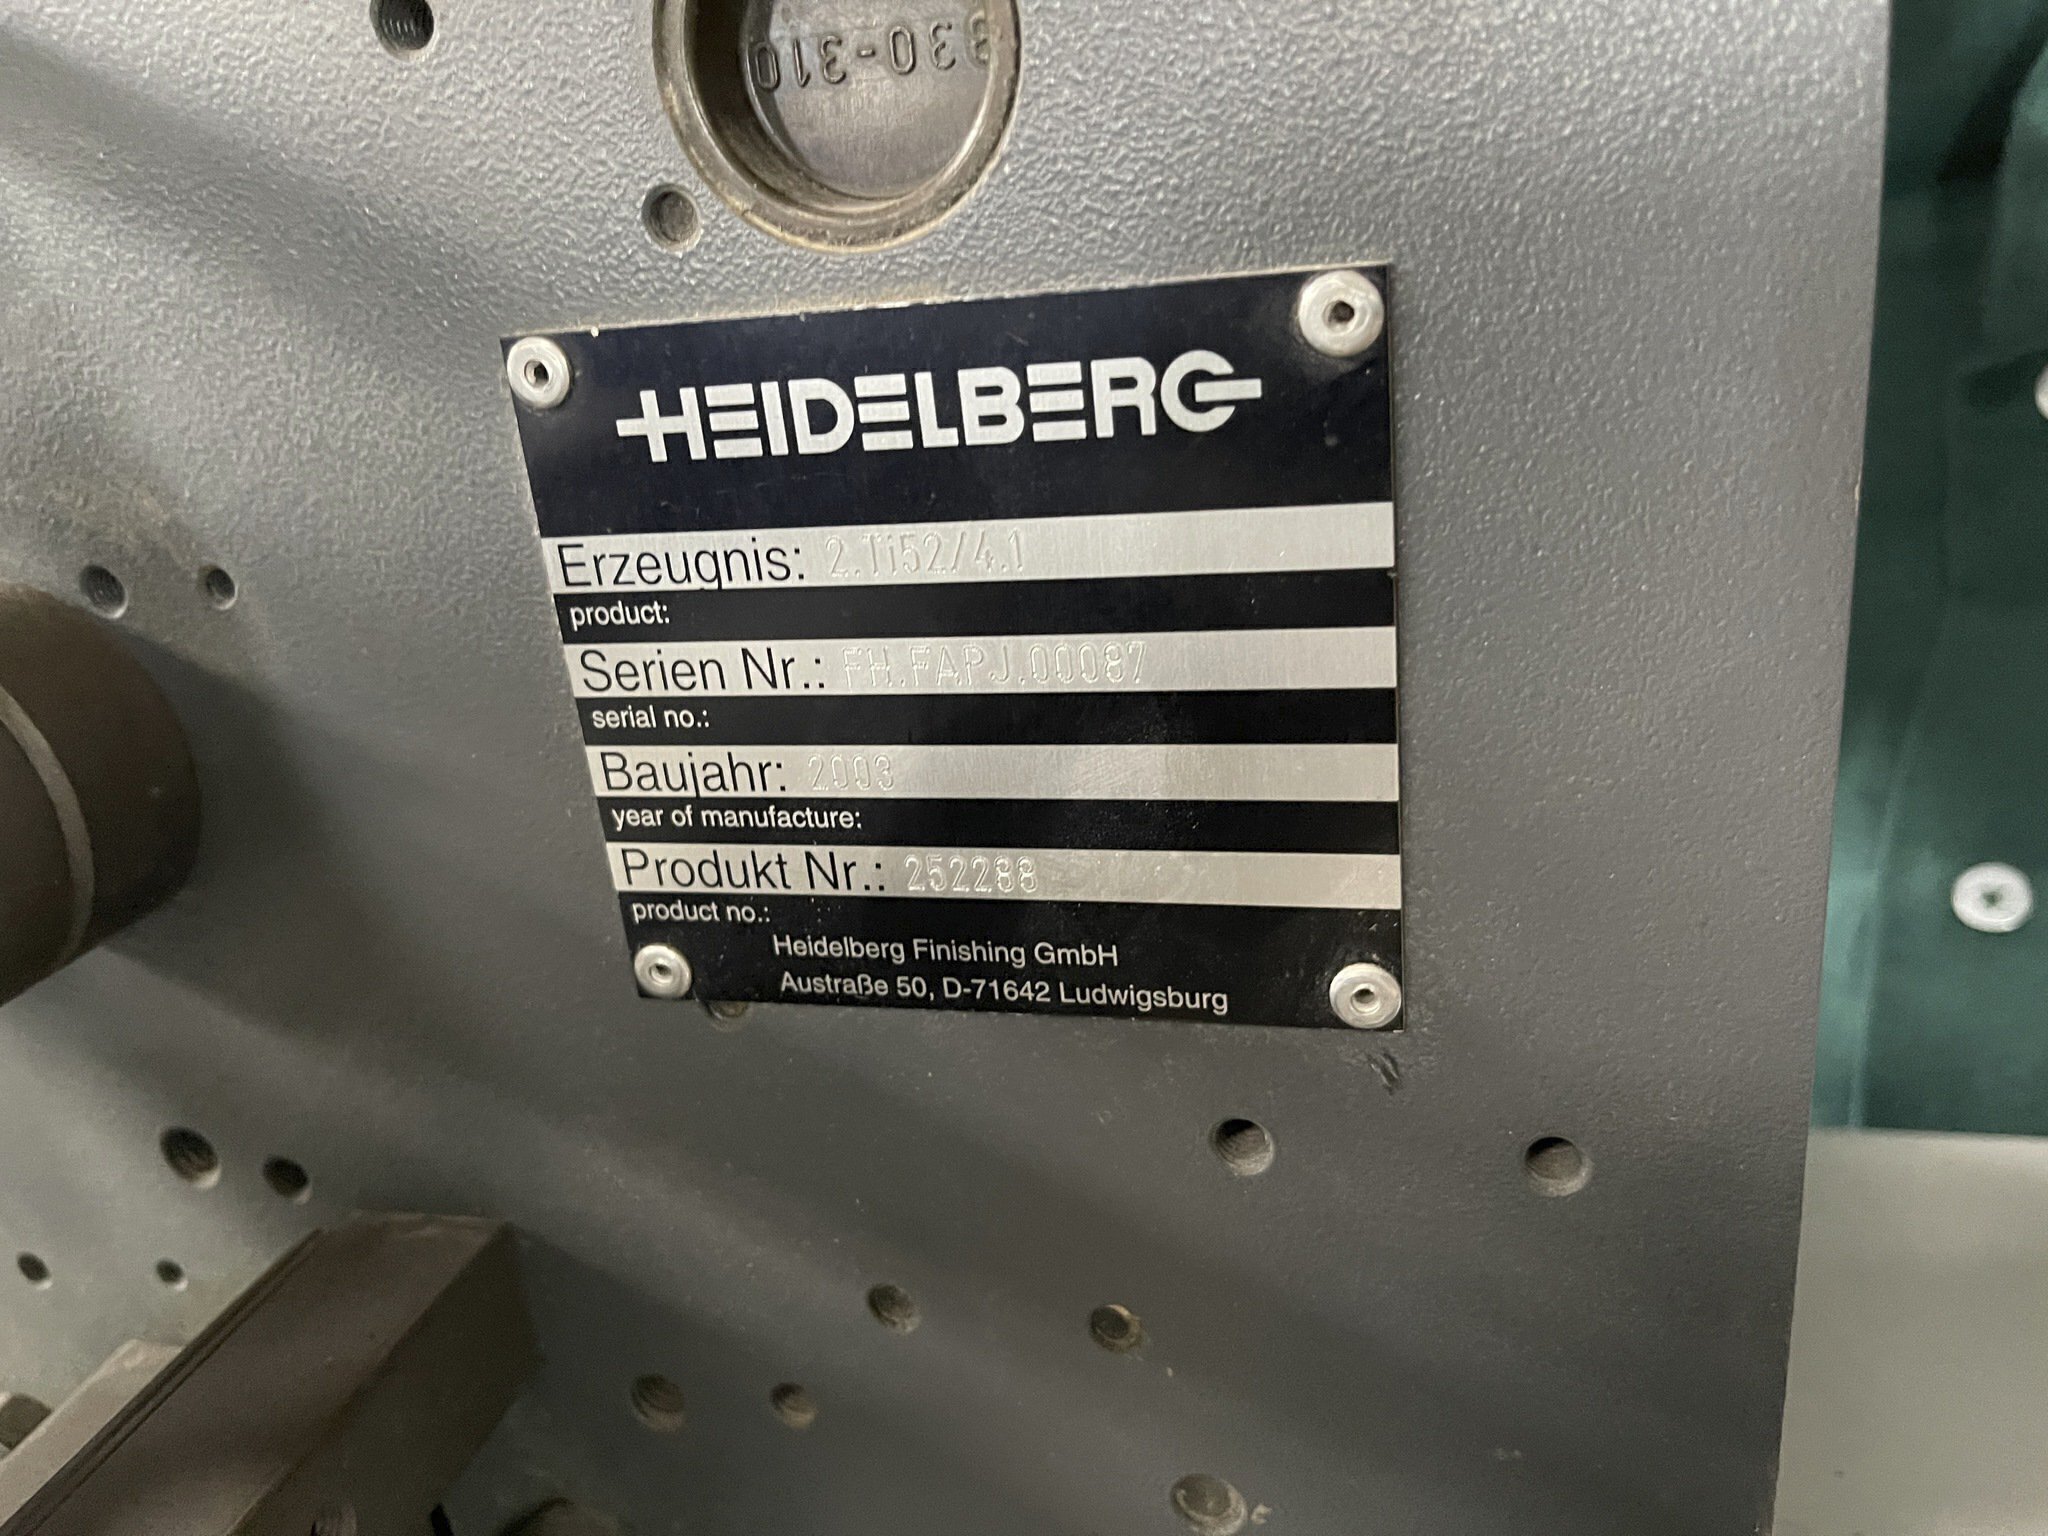 330-310
HEIDELBERG
Erzeugnis: 2.Ti52/4.1
product:
Serien Nr.: FH.FAPJ.00087
serial no.:
Baujahr: 2003
year of manufacture:
Produkt Nr.: 252288
product no.:
Heidelberg Finishing GmbH
Austraße 50, D-71642 Ludwigsburg